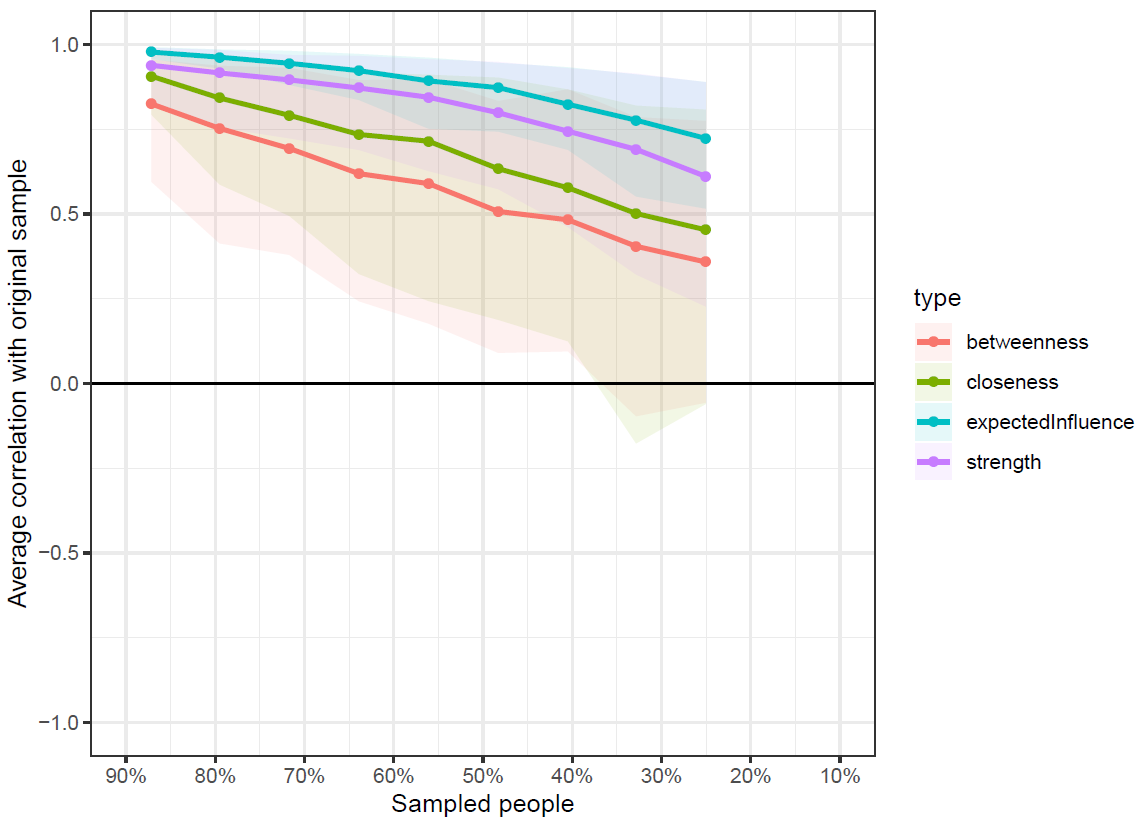 Average correlation with original sample
1.0
0.5
0.0
−0.5
−1.0
90% 80% 70% 60% 50% 40% 30% 20% 10%
Sampled people
type
betweenness
closeness
expectedInfluence
strength